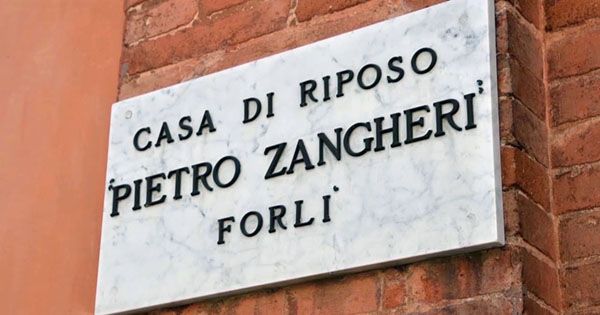 CASA DI RIPOSO
"PIETRO ZANGHERI"
FORLI'